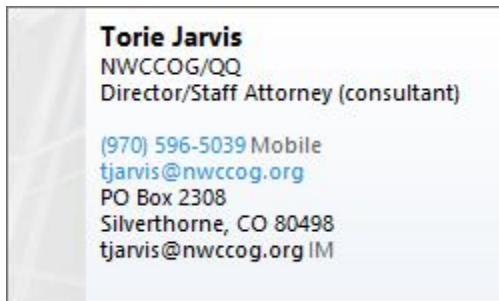 Torie Jarvis
NWCCOG/QQ
Director/Staff Attorney (consultant)
(970) 596-5039 Mobile
tjarvis@nwccog.org
PO Box 2308
Silverthorne, CO 80498
tjarvis@nwccog.org IM